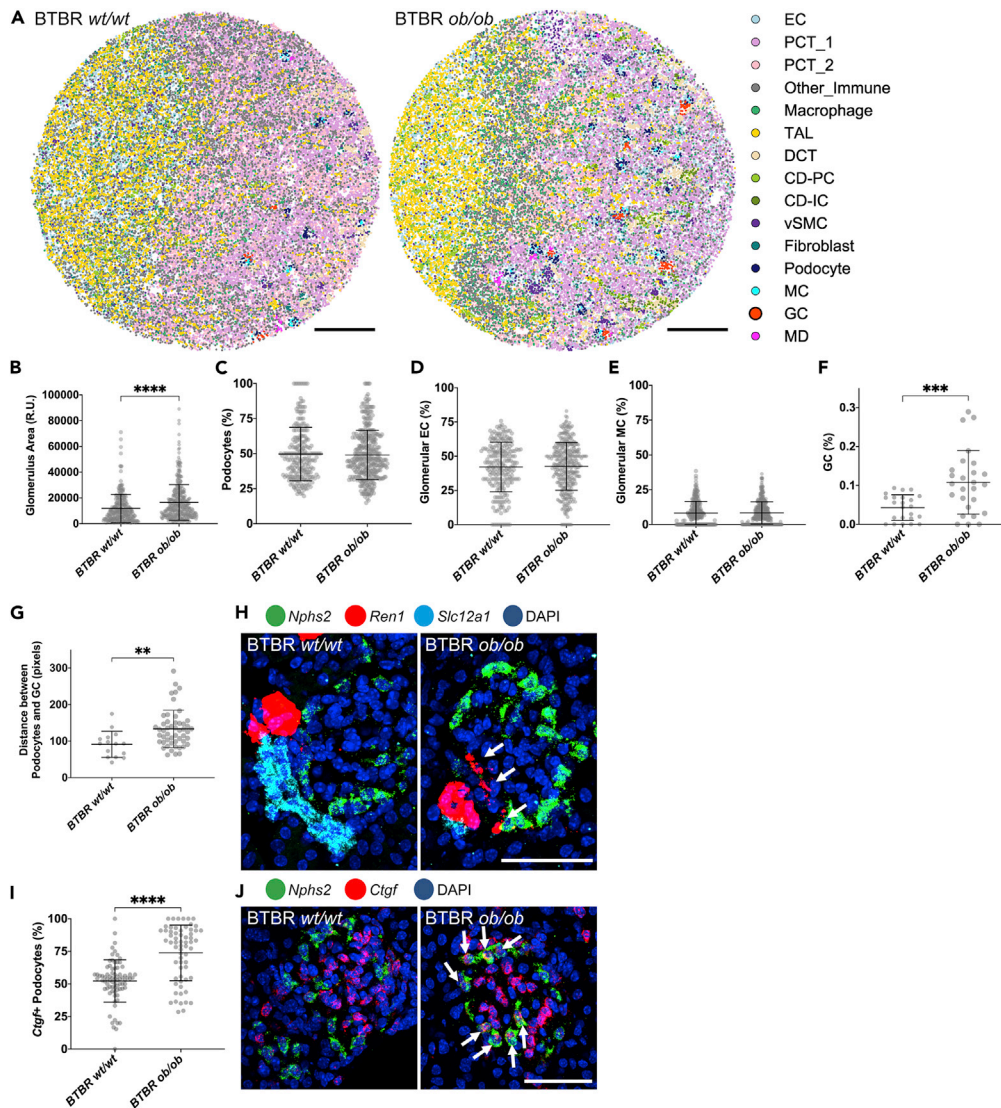 A
BTBR wt/wt
BTBR ob/ob
EC
PCT_1
PCT_2
Other_Immune
Macrophage
TAL
DCT
CD-PC
CD-IC
vSMC
Fibroblast
Podocyte
MC
GC
MD
B
****
Glomerulus Area (R.U.)
100000
80000
60000
40000
20000
0
BTBR wt/wt
BTBR ob/ob
C
Podocytes (%)
100
50
0
BTBR wt/wt
BTBR ob/ob
D
Glomerular EC (%)
100
50
0
BTBR wt/wt
BTBR ob/ob
E
Glomerular MC (%)
100
75
50
25
0
BTBR wt/wt
BTBR ob/ob
F
***
GC (%)
0.3
0.2
0.1
0.0
BTBR wt/wt
BTBR ob/ob
G
**
Distance between
Podocytes and GC (pixels)
300
200
100
0
BTBR wt/wt
BTBR ob/ob
H
Nphs2 Ren1 Slc12a1 DAPI
BTBR wt/wt
BTBR ob/ob
I
****
Ctgf+ Podocytes (%)
100
75
50
25
0
BTBR wt/wt
BTBR ob/ob
J
Nphs2 Ctgf DAPI
BTBR wt/wt
BTBR ob/ob